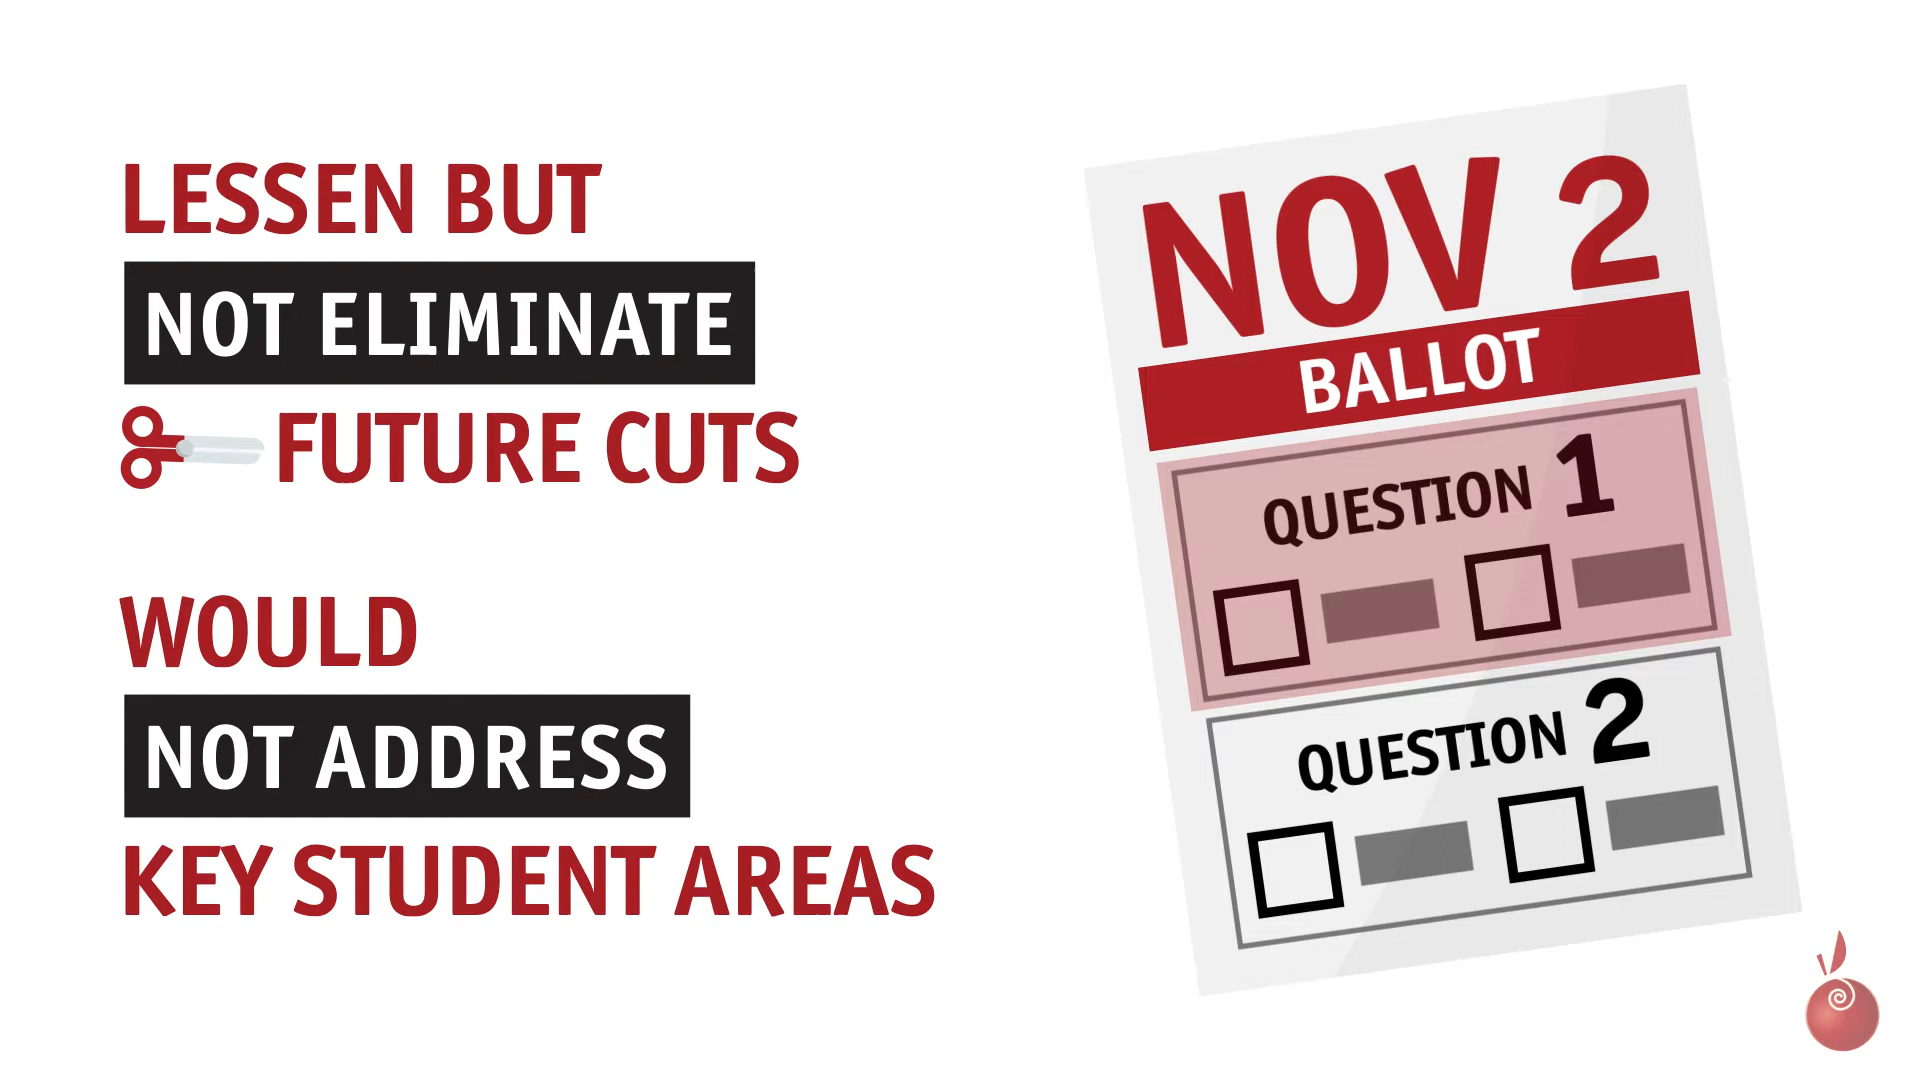 LESSEN BUT
NOT ELIMINATE
FUTURE CUTS
WOULD
NOT ADDRESS
KEY STUDENT AREAS
NOV 2
BALLOT
QUESTION 1
QUESTION 2